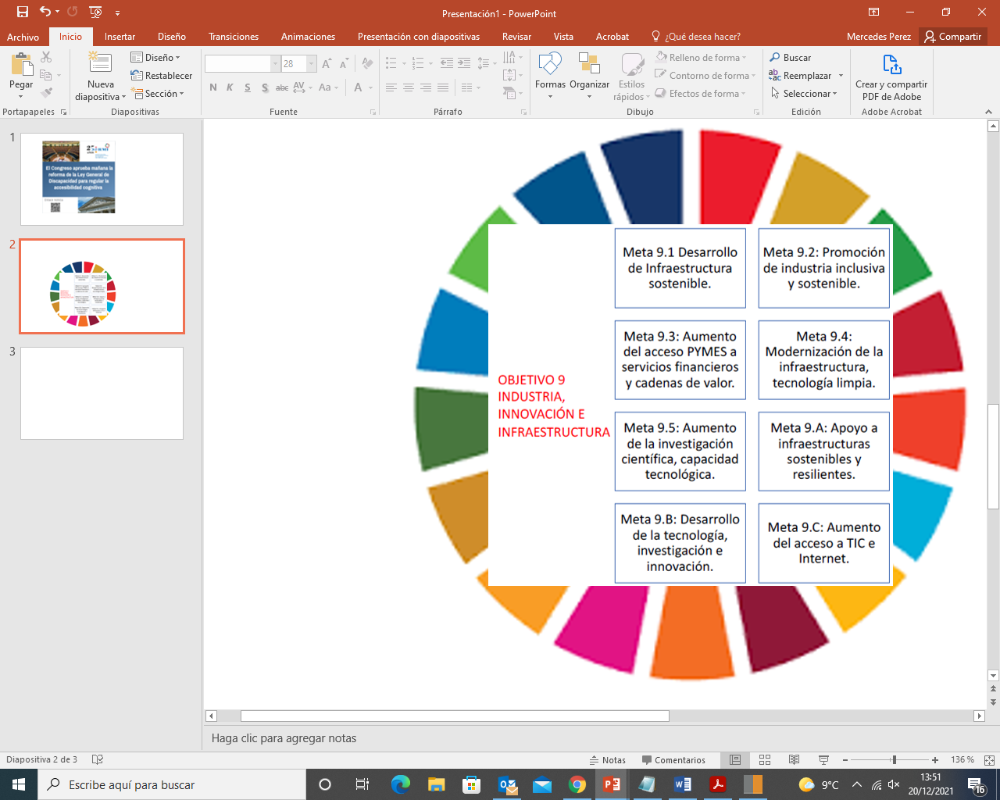 Presentación1 - PowerPoint
Archivo
Inicio
Insertar
Diseño
Transiciones
Animaciones
Presentación con diapositivas
Revisar
Vista
Acrobat
¿Qué desea hacer?
Mercedes Perez
Compartir
Pegar
Portapapeles
Nueva
diapositiva
Diseño
Restablecer
Sección
Diapositivas
28
N K S S abc AV Aa A
Fuente
Párrafo
Formas
Organizar
Estilos
rápidos
Relleno de forma
Contorno de forma
Efectos de forma
Dibujo
Buscar
Reemplazar
Seleccionar
Edición
Crear y compartir
PDF de Adobe
Adobe Acrobat
1
El Congreso aprueba mañana la
reforma de la Ley General de
Discapacidad para regular la
accesibilidad cognitiva
2
3
OBJETIVO 9
INDUSTRIA,
INNOVACIÓN E
INFRAESTRUCTURA
Meta 9.1 Desarrollo
de Infraestructura
sostenible.
Meta 9.2: Promoción
de industria inclusiva
y sostenible.
Meta 9.3: Aumento
del acceso PYMES a
servicios financieros
y cadenas de valor.
Meta 9.4:
Modernización de la
infraestructura,
tecnología limpia.
Meta 9.5: Aumento
de la investigación
científica, capacidad
tecnológica.
Meta 9.A: Apoyo a
infraestructuras
sostenibles y
resilientes.
Meta 9.B: Desarrollo
de la tecnología,
investigación e
innovación.
Meta 9.C: Aumento
del acceso a TIC e
Internet.
Haga clic para agregar notas
Diapositiva 2 de 3
Notas
Comentarios
136 %
Escribe aquí para buscar
9°C
13:51
20/12/2021
16